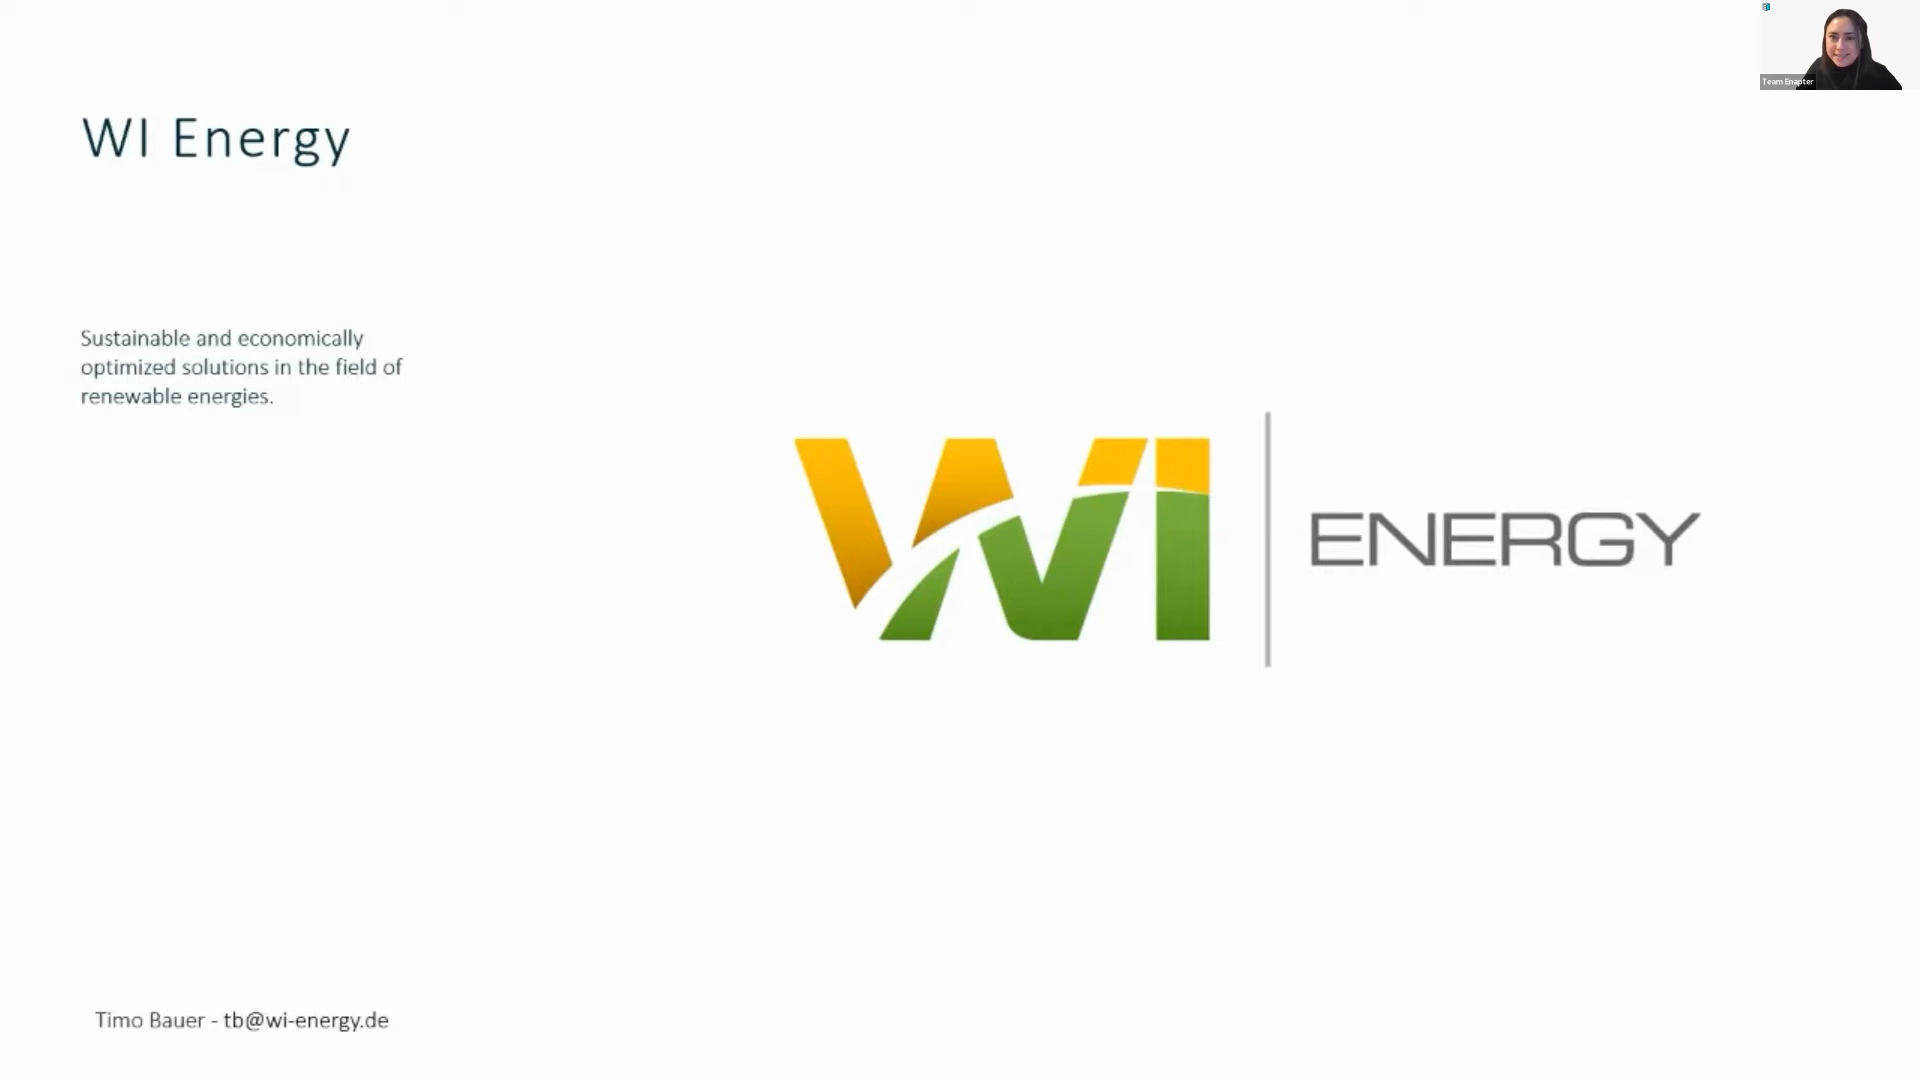 WI Energy
Sustainable and economically
optimized solutions in the field of
renewable energies.
WI ENERGY
Timo Bauer - tb@wi-energy.de
Team Enapter